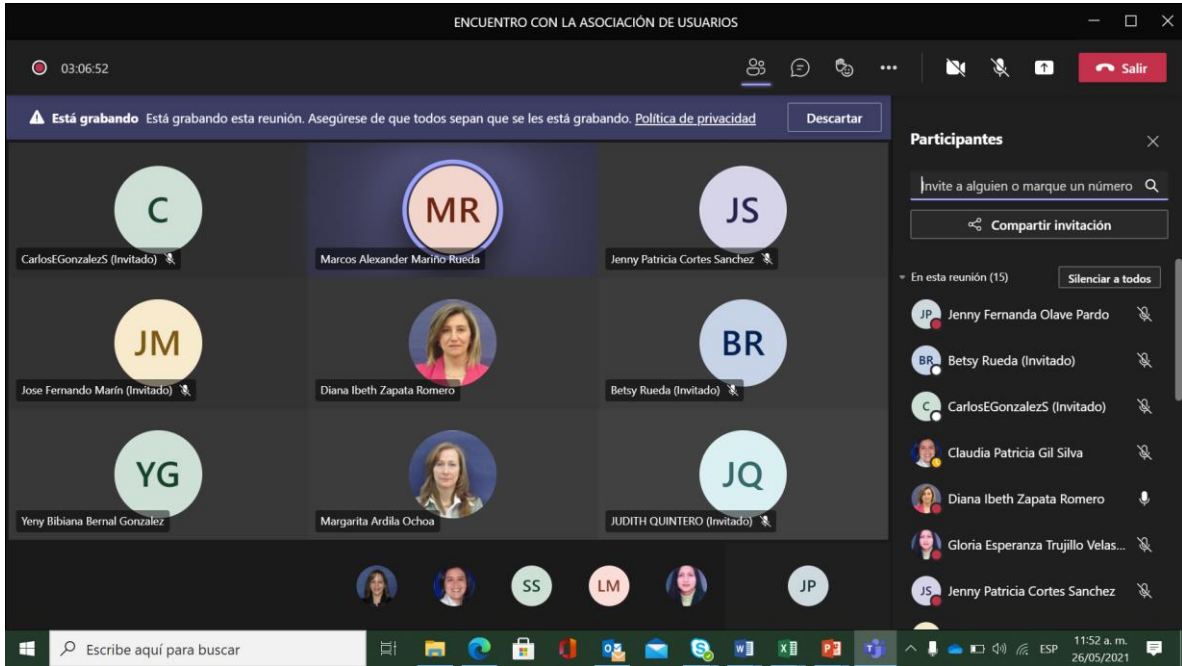 ENCUENTRO CON LA ASOCIACIÓN DE USUARIOS
03:06:52
Salir
Está grabando Está grabando esta reunión. Asegúrese de que todos sepan que se les está grabando. Política de privacidad
Descartar
C
CarlosEGonzalezS (Invitado)
MR
Marcos Alexander Mariño Rueda
JS
Jenny Patricia Cortes Sanchez
JM
Jose Fernando Marín (Invitado)
Diana Ibeth Zapata Romero
BR
Betsy Rueda (Invitado)
YG
Yeny Bibiana Bernal Gonzalez
Margarita Ardila Ochoa
JQ
JUDITH QUINTERO (Invitado)
SS
LM
JP
Participantes
Invite a alguien o marque un número
Compartir invitación
En esta reunión (15)
Silenciar a todos
JP Jenny Fernanda Olave Pardo
BR Betsy Rueda (Invitado)
C CarlosEGonzalezS (Invitado)
Claudia Patricia Gil Silva
Diana Ibeth Zapata Romero
Gloria Esperanza Trujillo Velas...
JS Jenny Patricia Cortes Sanchez
Escribe aquí para buscar
ESP
11:52 a. m.
26/05/2021